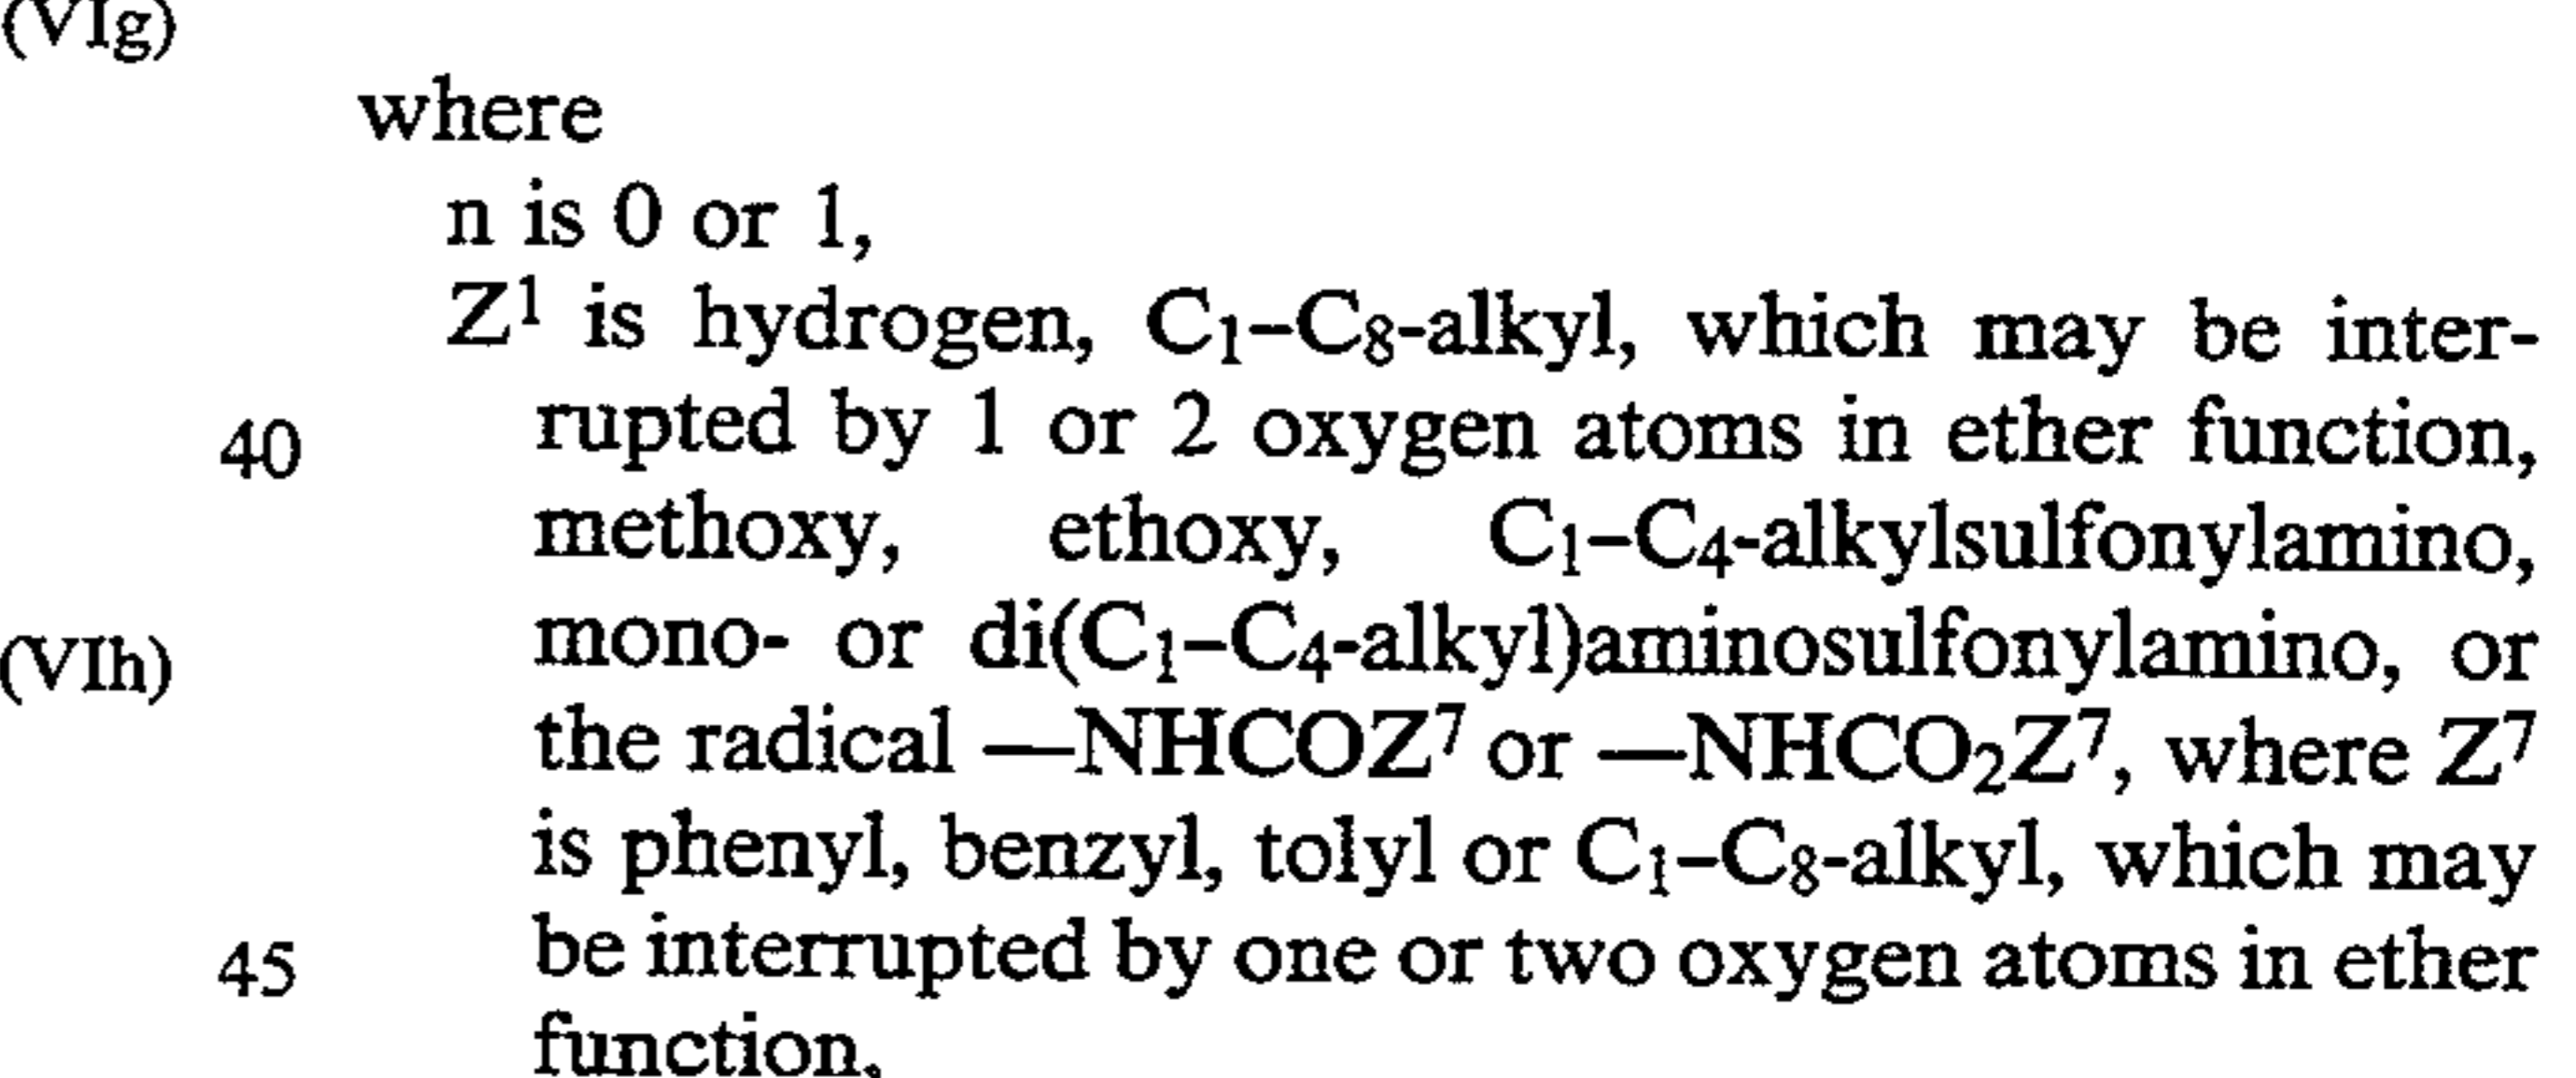 (VIg)
where
n is 0 or 1,
Z¹ is hydrogen, C₁–C₈-alkyl, which may be inter-
40 rupted by 1 or 2 oxygen atoms in ether function,
methoxy, ethoxy, C₁–C₄-alkylsulfonylamino,
(VIh) mono- or di(C₁–C₄-alkyl)aminosulfonylamino, or
the radical —NHCOZ⁷ or —NHCO₂Z⁷, where Z⁷
is phenyl, benzyl, tolyl or C₁–C₈-alkyl, which may
45 be interrupted by one or two oxygen atoms in ether
function,